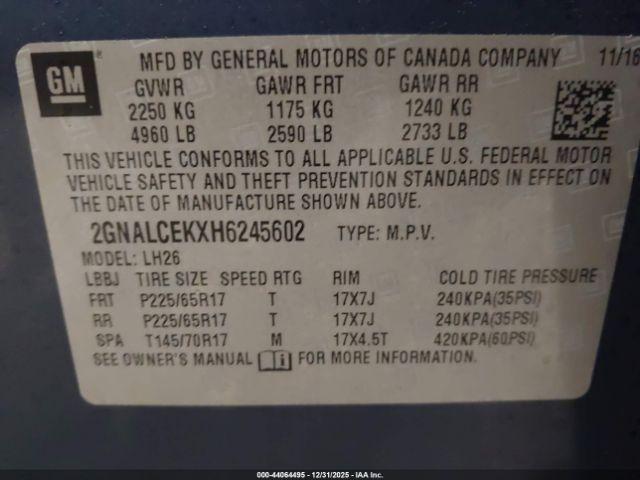 GM
MFD BY GENERAL MOTORS OF CANADA COMPANY 11/16
GVWR GAWR FRT GAWR RR
2250 KG 1175 KG 1240 KG
4960 LB 2590 LB 2733 LB
THIS VEHICLE CONFORMS TO ALL APPLICABLE U.S. FEDERAL MOTOR
VEHICLE SAFETY AND THEFT PREVENTION STANDARDS IN EFFECT ON
THE DATE OF MANUFACTURE SHOWN ABOVE.
2GNALCEKXH6245602 TYPE: M.P.V.
MODEL: LH26
LBBJ TIRE SIZE SPEED RTG RIM COLD TIRE PRESSURE
FRT P225/65R17 T 17X7J 240KPA(35PSI)
RR P225/65R17 T 17X7J 240KPA(35PSI)
SPA T145/70R17 M 17X4.5T 420KPA(60PSI)
SEE OWNER'S MANUAL i FOR MORE INFORMATION.
000-44064495 - 12/31/2025 - IAA Inc.